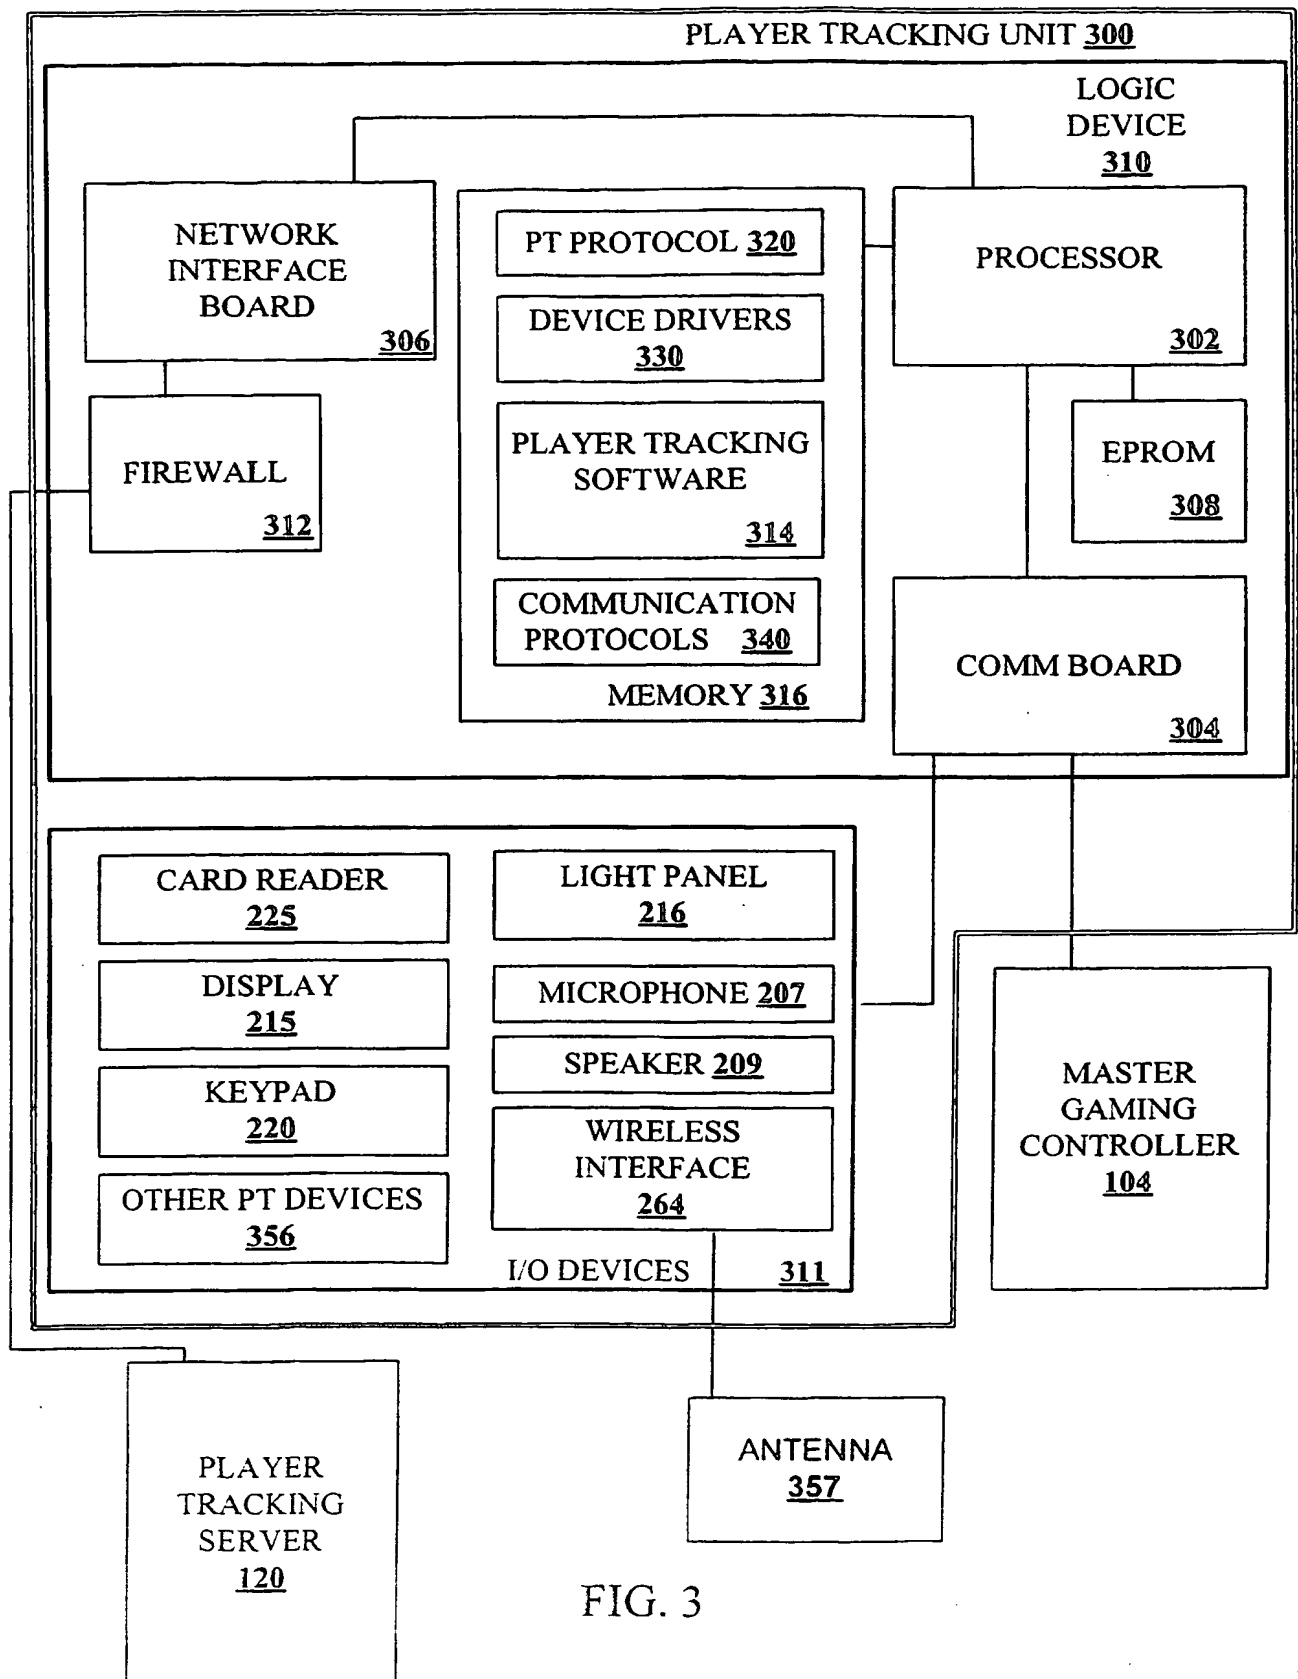 PLAYER TRACKING UNIT 300
LOGIC
DEVICE
310
NETWORK
INTERFACE
BOARD
306
PT PROTOCOL 320
DEVICE DRIVERS
330
PLAYER TRACKING
SOFTWARE
314
COMMUNICATION
PROTOCOLS 340
MEMORY 316
PROCESSOR
302
FIREWALL
312
EPROM
308
COMM BOARD
304
CARD READER
225
DISPLAY
215
KEYPAD
220
OTHER PT DEVICES
356
LIGHT PANEL
216
MICROPHONE 207
SPEAKER 209
WIRELESS
INTERFACE
264
I/O DEVICES 311
MASTER
GAMING
CONTROLLER
104
PLAYER
TRACKING
SERVER
120
ANTENNA
357
FIG. 3